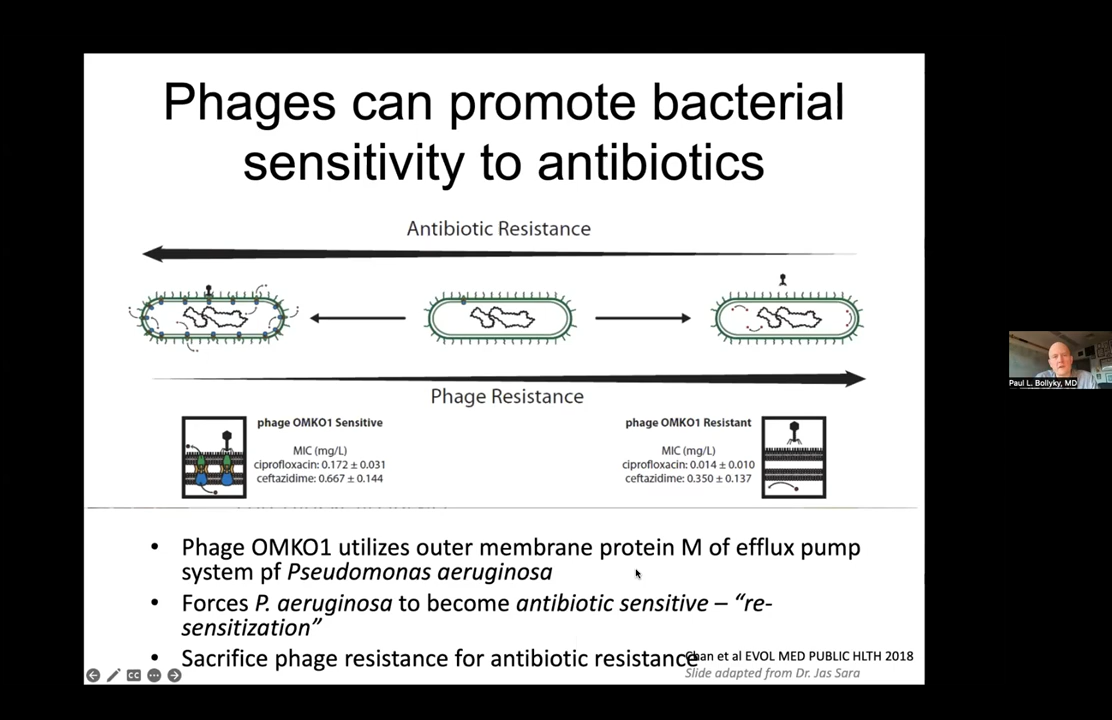 Phages can promote bacterial
sensitivity to antibiotics
Antibiotic Resistance
Phage Resistance
phage OMKO1 Sensitive
MIC (mg/L)
ciprofloxacin: 0.172 ± 0.031
ceftazidime: 0.667 ± 0.144
phage OMKO1 Resistant
MIC (mg/L)
ciprofloxacin: 0.014 ± 0.010
ceftazidime: 0.350 ± 0.137
• Phage OMKO1 utilizes outer membrane protein M of efflux pump
system pf Pseudomonas aeruginosa
• Forces P. aeruginosa to become antibiotic sensitive – “re-
sensitization”
• Sacrifice phage resistance for antibiotic resistance
Chan et al EVOL MED PUBLIC HLTH 2018
Slide adapted from Dr. Jas Sara
CC
Paul L. Bollyky, MD